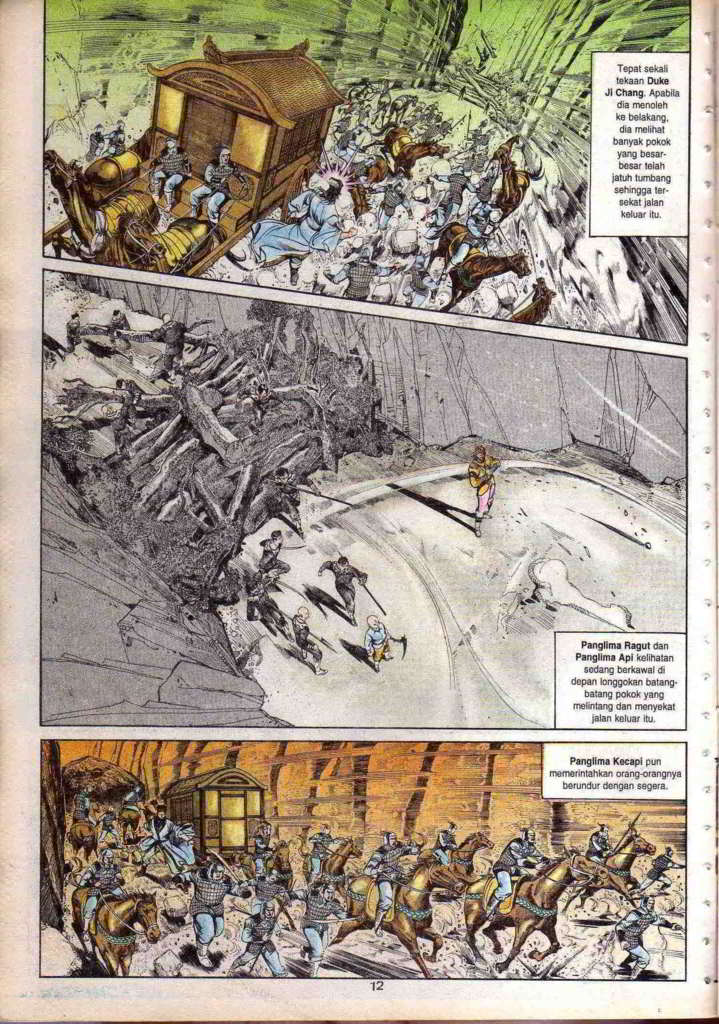 Tepat sekali
tekaan Duke
Ji Chang. Apabila
dia menoleh
ke belakang,
dia melihat
banyak pokok
yang besar-
besar telah
jatuh tumbang
sehingga ter-
sekat jalan
keluar itu.
Panglima Ragut dan
Panglima Api kelihatan
sedang berkawal di
depan longgokan batang-
batang pokok yang
melintang dan menyekat
jalan keluar itu.
Panglima Kecapi pun
memerintahkan orang-orangnya
berundur dengan segera.
12